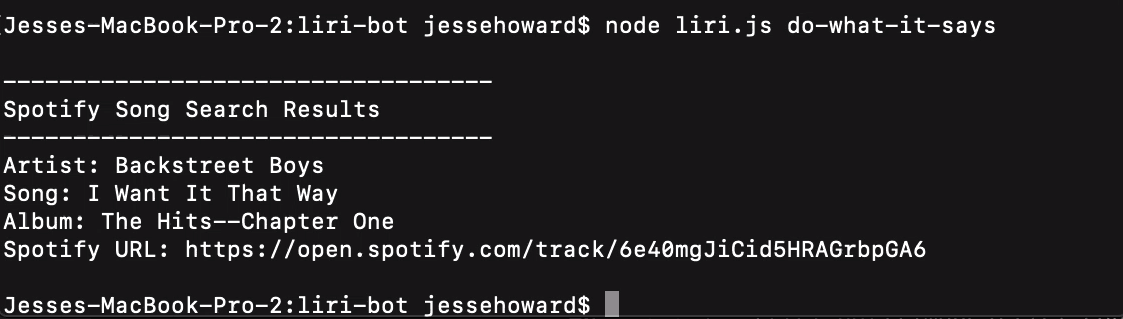 (Jesses-MacBook-Pro-2:liri-bot jessehoward$ node liri.js do-what-it-says
-----------------------------------
Spotify Song Search Results
-----------------------------------
Artist: Backstreet Boys
Song: I Want It That Way
Album: The Hits--Chapter One
Spotify URL: https://open.spotify.com/track/6e40mgJiCid5HRAGrbpGA6
Jesses-MacBook-Pro-2:liri-bot jessehoward$